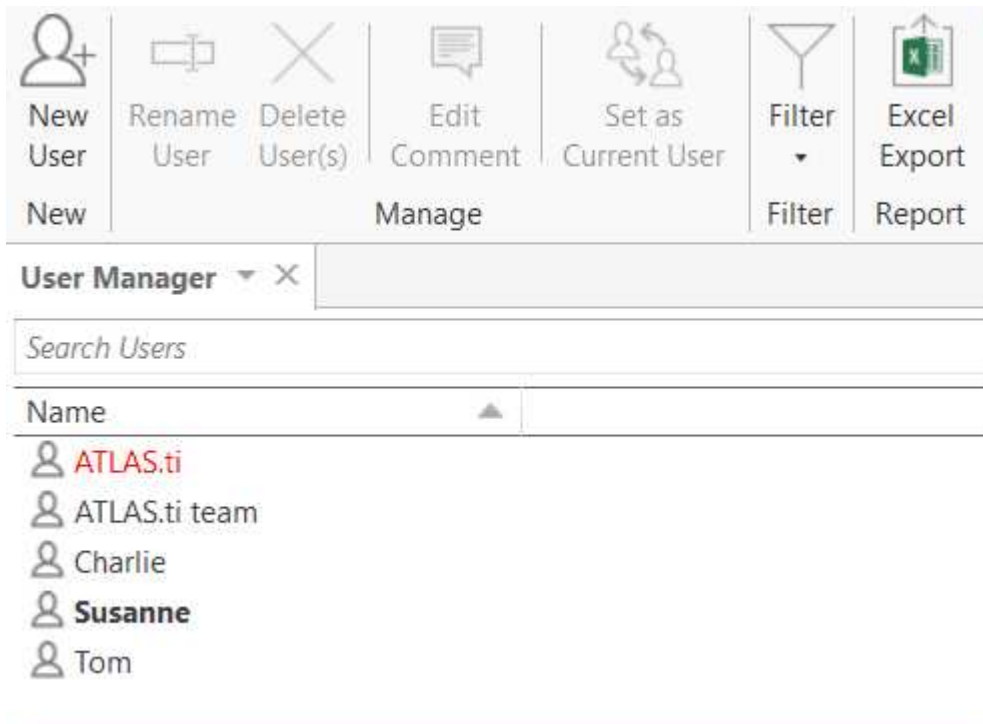 New Rename Delete Edit Set as Filter Excel
User User User(s) Comment Current User Export
New Manage Filter Report
User Manager
Search Users
Name
ATLAS.ti
ATLAS.ti team
Charlie
Susanne
Tom